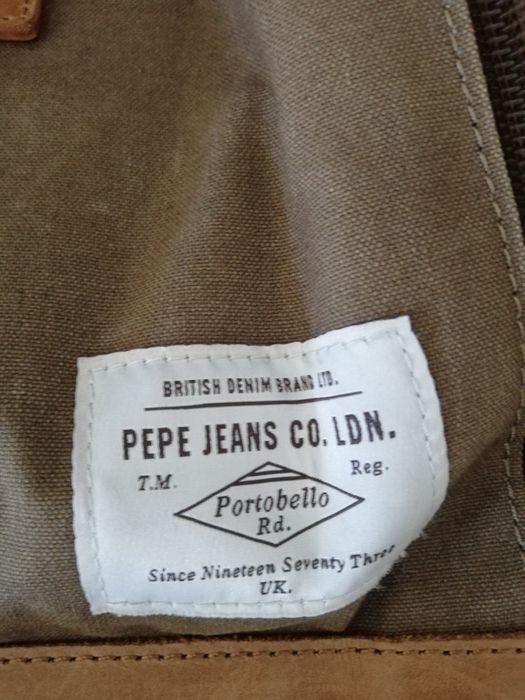 BRITISH DENIM BRAND LTD.
PEPE JEANS CO. LDN.
T.M. Reg.
Portobello
Rd.
Since Nineteen Seventy Three
UK.